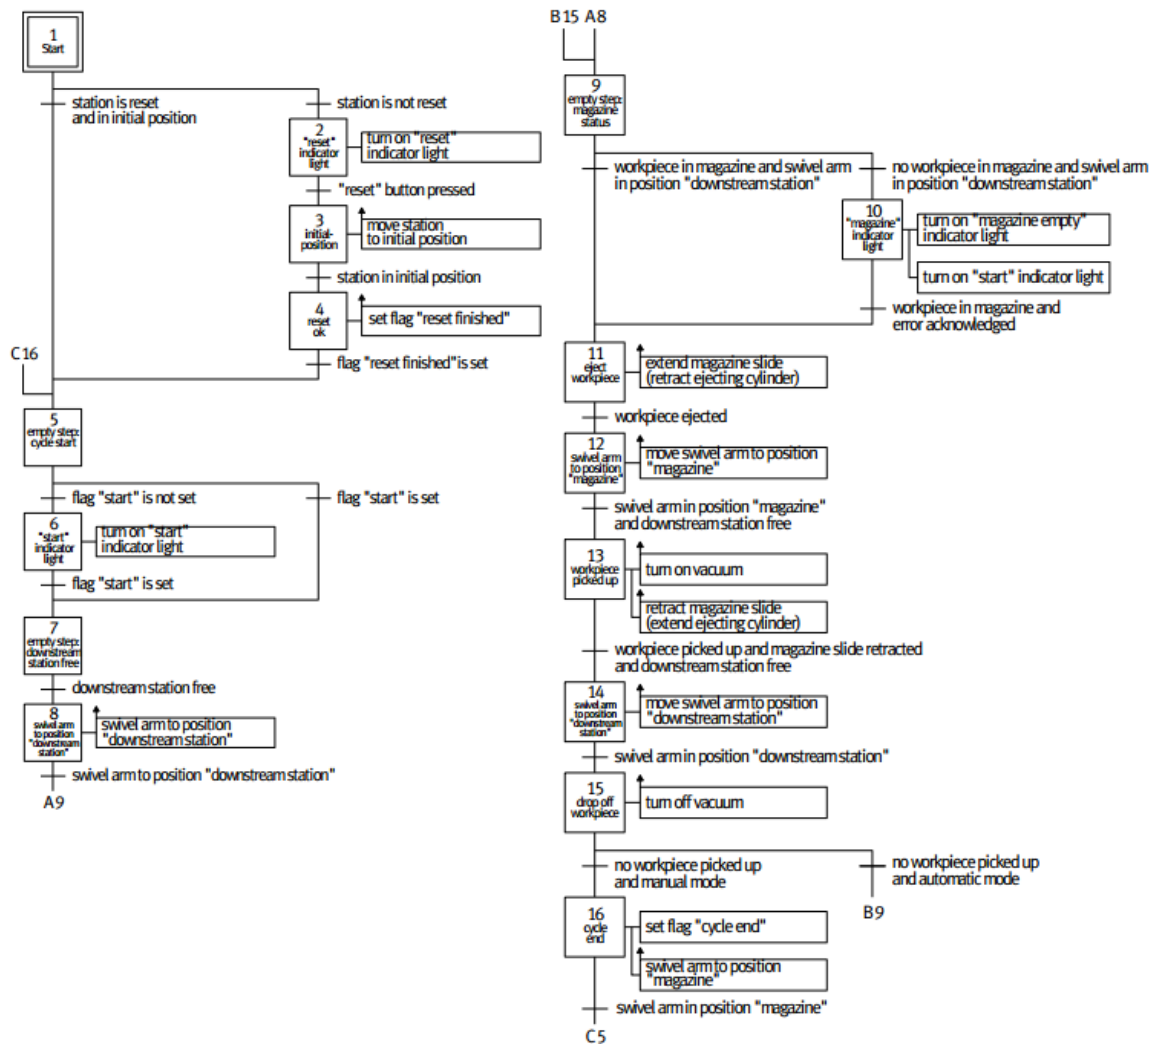 1
Start
station is reset
and in initial position
station is not reset
2
"reset"
indicator
light
turn on "reset"
indicator light
"reset" button pressed
3
initial-
position
move station
to initial position
station in initial position
4
reset
ok
set flag "reset finished"
flag "reset finished"is set
C16
5
empty step:
cycle start
flag "start" is not set
flag "start" is set
6
"start"
indicator
light
turn on "start"
indicator light
flag "start" is set
7
empty step:
downstream
station free
downstream station free
8
swivel arm
to position
"downstream
station"
swivel arm to position
"downstream station"
swivel arm to position "downstream station"
A9
B15 A8
9
empty step:
magazine
status
workpiece in magazine and swivel arm
in position "downstream station"
no workpiece in magazine and swivel arm
in position "downstream station"
10
"magazine"
indicator
light
turn on "magazine empty"
indicator light
turn on "start" indicator light
workpiece in magazine and
error acknowledged
11
eject
workpiece
extend magazine slide
(retract ejecting cylinder)
workpiece ejected
12
swivel arm
to position
"magazine"
move swivel arm to position
"magazine"
swivel arm in position "magazine"
and downstream station free
13
workpiece
picked up
turn on vacuum
retract magazine slide
(extend ejecting cylinder)
workpiece picked up and magazine slide retracted
and downstream station free
14
swivel arm
to position
"downstream
station"
move swivel arm to position
"downstream station"
swivel arm in position "downstream station"
15
drop off
workpiece
turn off vacuum
no workpiece picked up
and manual mode
no workpiece picked up
and automatic mode
B9
16
cycle
end
set flag "cycle end"
swivel arm to position
"magazine"
swivel arm in position "magazine"
C5